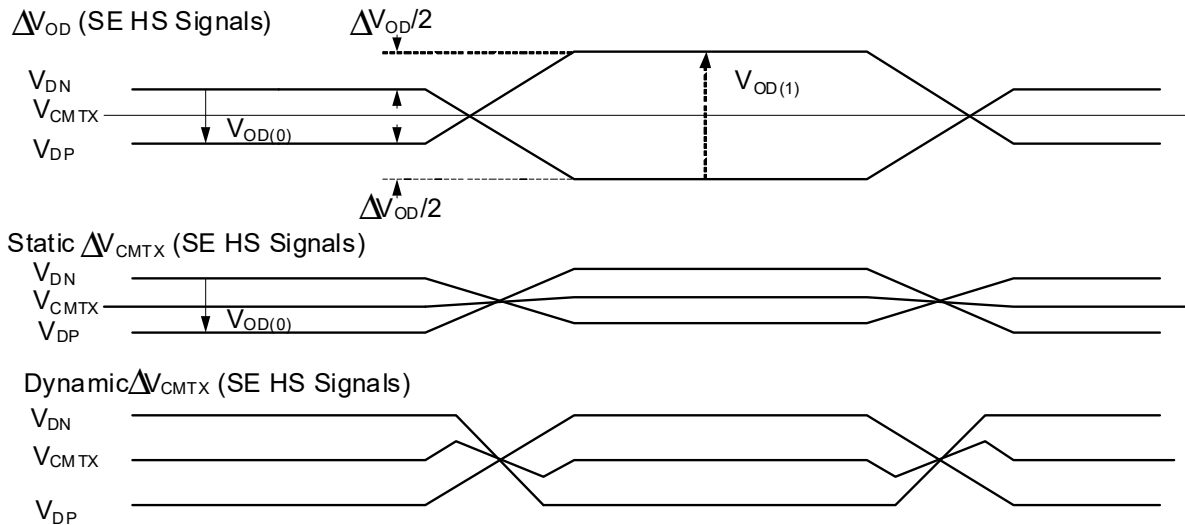 ΔV_OD (SE HS Signals)
ΔV_OD/2
V_DN
V_CMTX
V_DP
V_OD(0)
V_OD(1)
ΔV_OD/2
Static ΔV_CMTX (SE HS Signals)
V_DN
V_CMTX
V_DP
V_OD(0)
Dynamic ΔV_CMTX (SE HS Signals)
V_DN
V_CMTX
V_DP